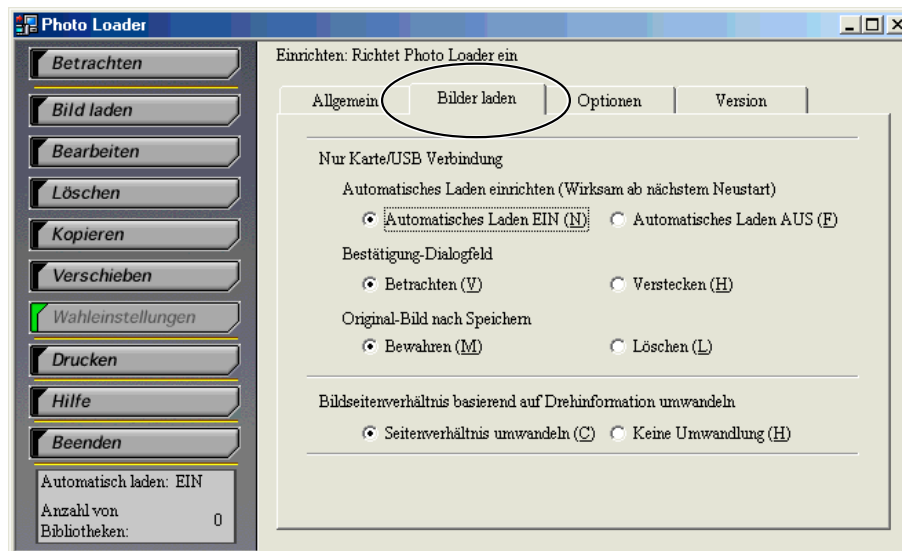 Photo Loader
Betrachten
Bild laden
Bearbeiten
Löschen
Kopieren
Verschieben
Wahleinstellungen
Drucken
Hilfe
Beenden
Automatisch laden: EIN
Anzahl von
Bibliotheken: 0
Einrichten: Richtet Photo Loader ein
Allgemein Bilder laden Optionen Version
Nur Karte/USB Verbindung
Automatisches Laden einrichten (Wirksam ab nächstem Neustart)
Automatisches Laden EIN (N) Automatisches Laden AUS (F)
Bestätigung-Dialogfeld
Betrachten (V) Verstecken (H)
Original-Bild nach Speichern
Bewahren (M) Löschen (L)
Bildseitenverhältnis basierend auf Drehinformation umwandeln
Seitenverhältnis umwandeln (C) Keine Umwandlung (H)